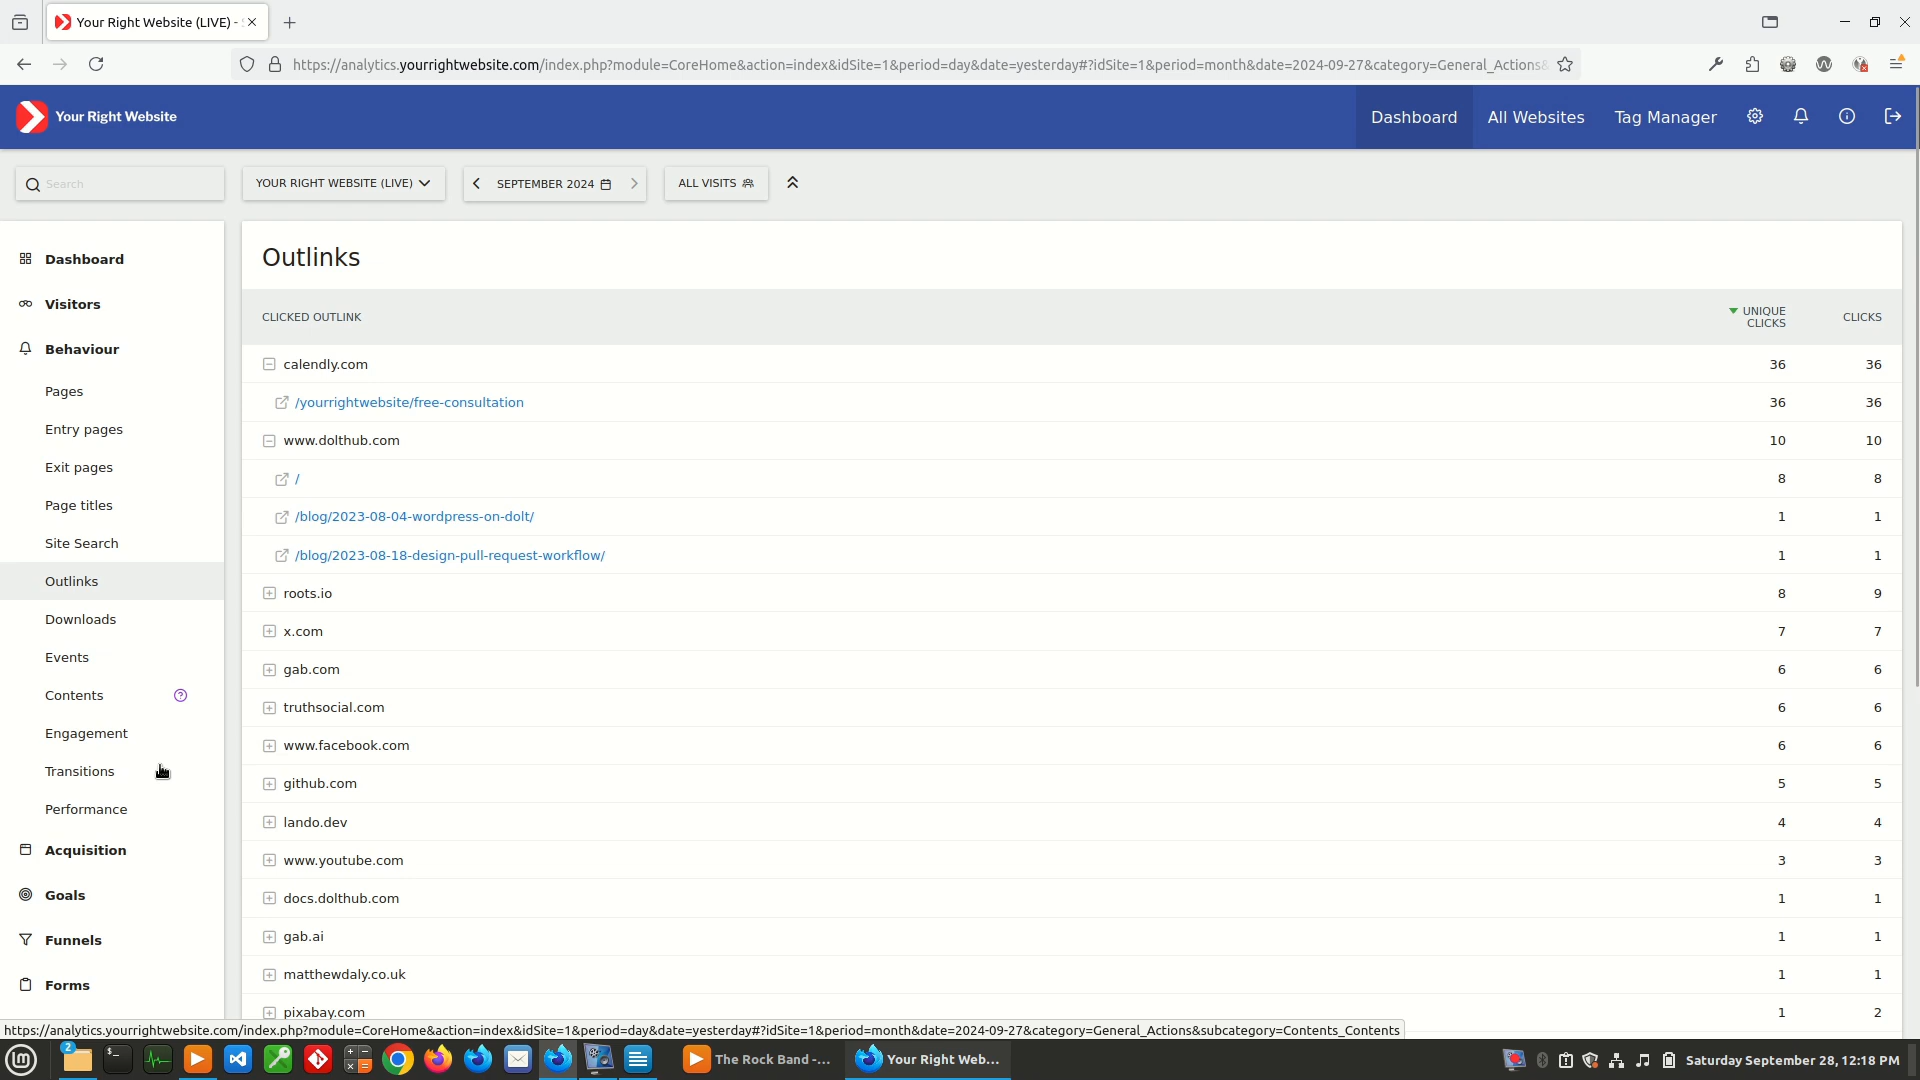 Your Right Website (LIVE) -
https://analytics.yourrightwebsite.com/index.php?module=CoreHome&action=index&idSite=1&period=day&date=yesterday#?idSite=1&period=month&date=2024-09-27&category=General_Actions&
Your Right Website
Dashboard
All Websites
Tag Manager
Search
YOUR RIGHT WEBSITE (LIVE)
SEPTEMBER 2024
ALL VISITS
Dashboard
Visitors
Behaviour
Pages
Entry pages
Exit pages
Page titles
Site Search
Outlinks
Downloads
Events
Contents
Engagement
Transitions
Performance
Acquisition
Goals
Funnels
Forms
Outlinks
CLICKED OUTLINK UNIQUE CLICKS CLICKS
calendly.com 36 36
/yourrightwebsite/free-consultation 36 36
www.dolthub.com 10 10
/ 8 8
/blog/2023-08-04-wordpress-on-dolt/ 1 1
/blog/2023-08-18-design-pull-request-workflow/ 1 1
roots.io 8 9
x.com 7 7
gab.com 6 6
truthsocial.com 6 6
www.facebook.com 6 6
github.com 5 5
lando.dev 4 4
www.youtube.com 3 3
docs.dolthub.com 1 1
gab.ai 1 1
matthewdaly.co.uk 1 1
pixabay.com 1 2
https://analytics.yourrightwebsite.com/index.php?module=CoreHome&action=index&idSite=1&period=day&date=yesterday#?idSite=1&period=month&date=2024-09-27&category=General_Actions&subcategory=Contents_Contents
2
The Rock Band -...
Your Right Web...
Saturday September 28, 12:18 PM